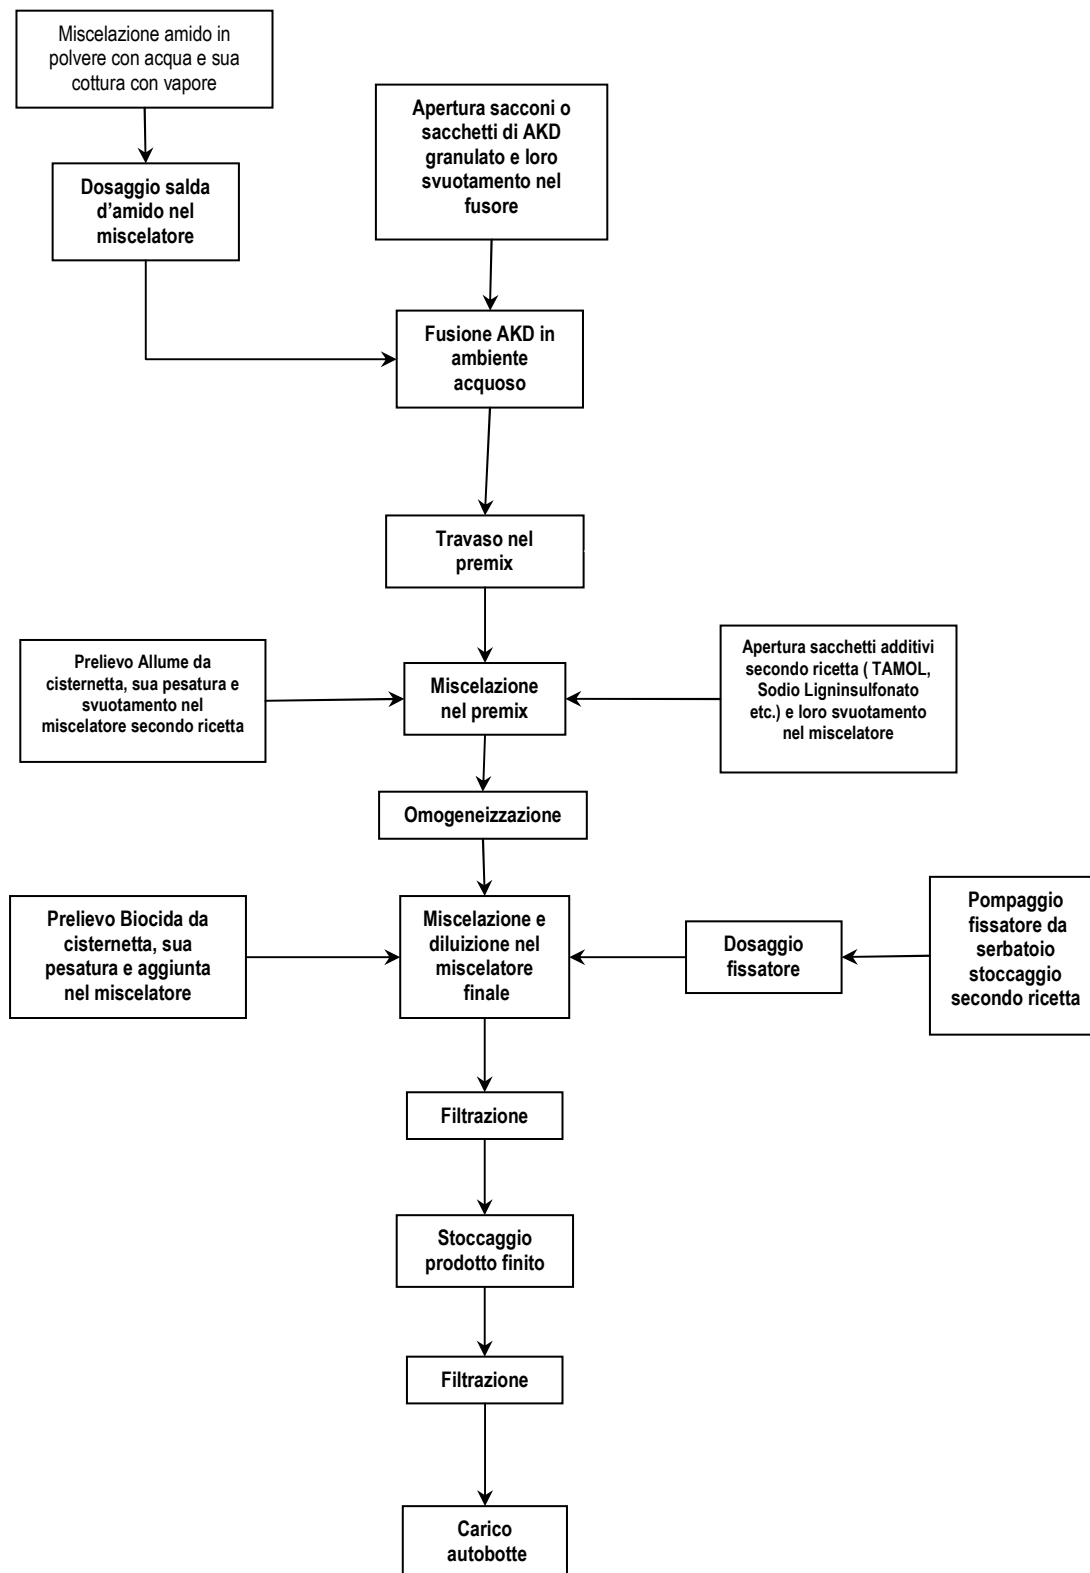 Miscelazione amido in
polvere con acqua e sua
cottura con vapore
Apertura sacconi o
sacchetti di AKD
granulato e loro
svuotamento nel
fusore
Dosaggio salda
d’amido nel
miscelatore
Fusione AKD in
ambiente
acquoso
Travaso nel
premix
Prelievo Allume da
cisternetta, sua pesatura e
svuotamento nel
miscelatore secondo ricetta
Miscelazione
nel premix
Apertura sacchetti additivi
secondo ricetta ( TAMOL,
Sodio Ligninsulfonato
etc.) e loro svuotamento
nel miscelatore
Omogeneizzazione
Prelievo Biocida da
cisternetta, sua
pesatura e aggiunta
nel miscelatore
Miscelazione e
diluizione nel
miscelatore
finale
Dosaggio
fissatore
Pompaggio
fissatore da
serbatoio
stoccaggio
secondo ricetta
Filtrazione
Stoccaggio
prodotto finito
Filtrazione
Carico
autobotte